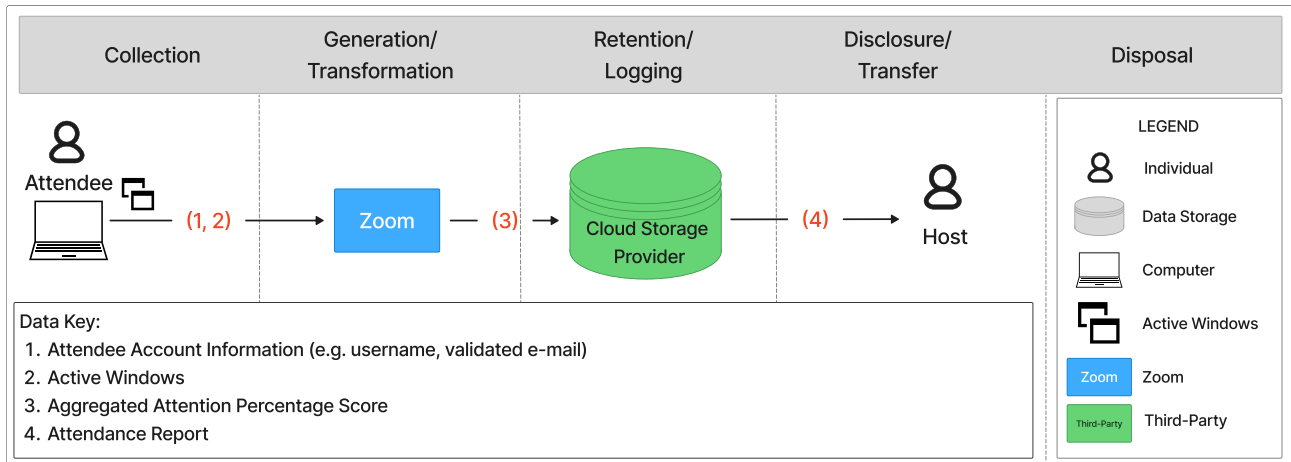 Collection
Generation/
Transformation
Retention/
Logging
Disclosure/
Transfer
Disposal
Attendee
(1, 2)
Zoom
(3)
Cloud Storage
Provider
(4)
Host
LEGEND
Individual
Data Storage
Computer
Active Windows
Zoom Zoom
Third-Party Third-Party
Data Key:
1. Attendee Account Information (e.g. username, validated e-mail)
2. Active Windows
3. Aggregated Attention Percentage Score
4. Attendance Report